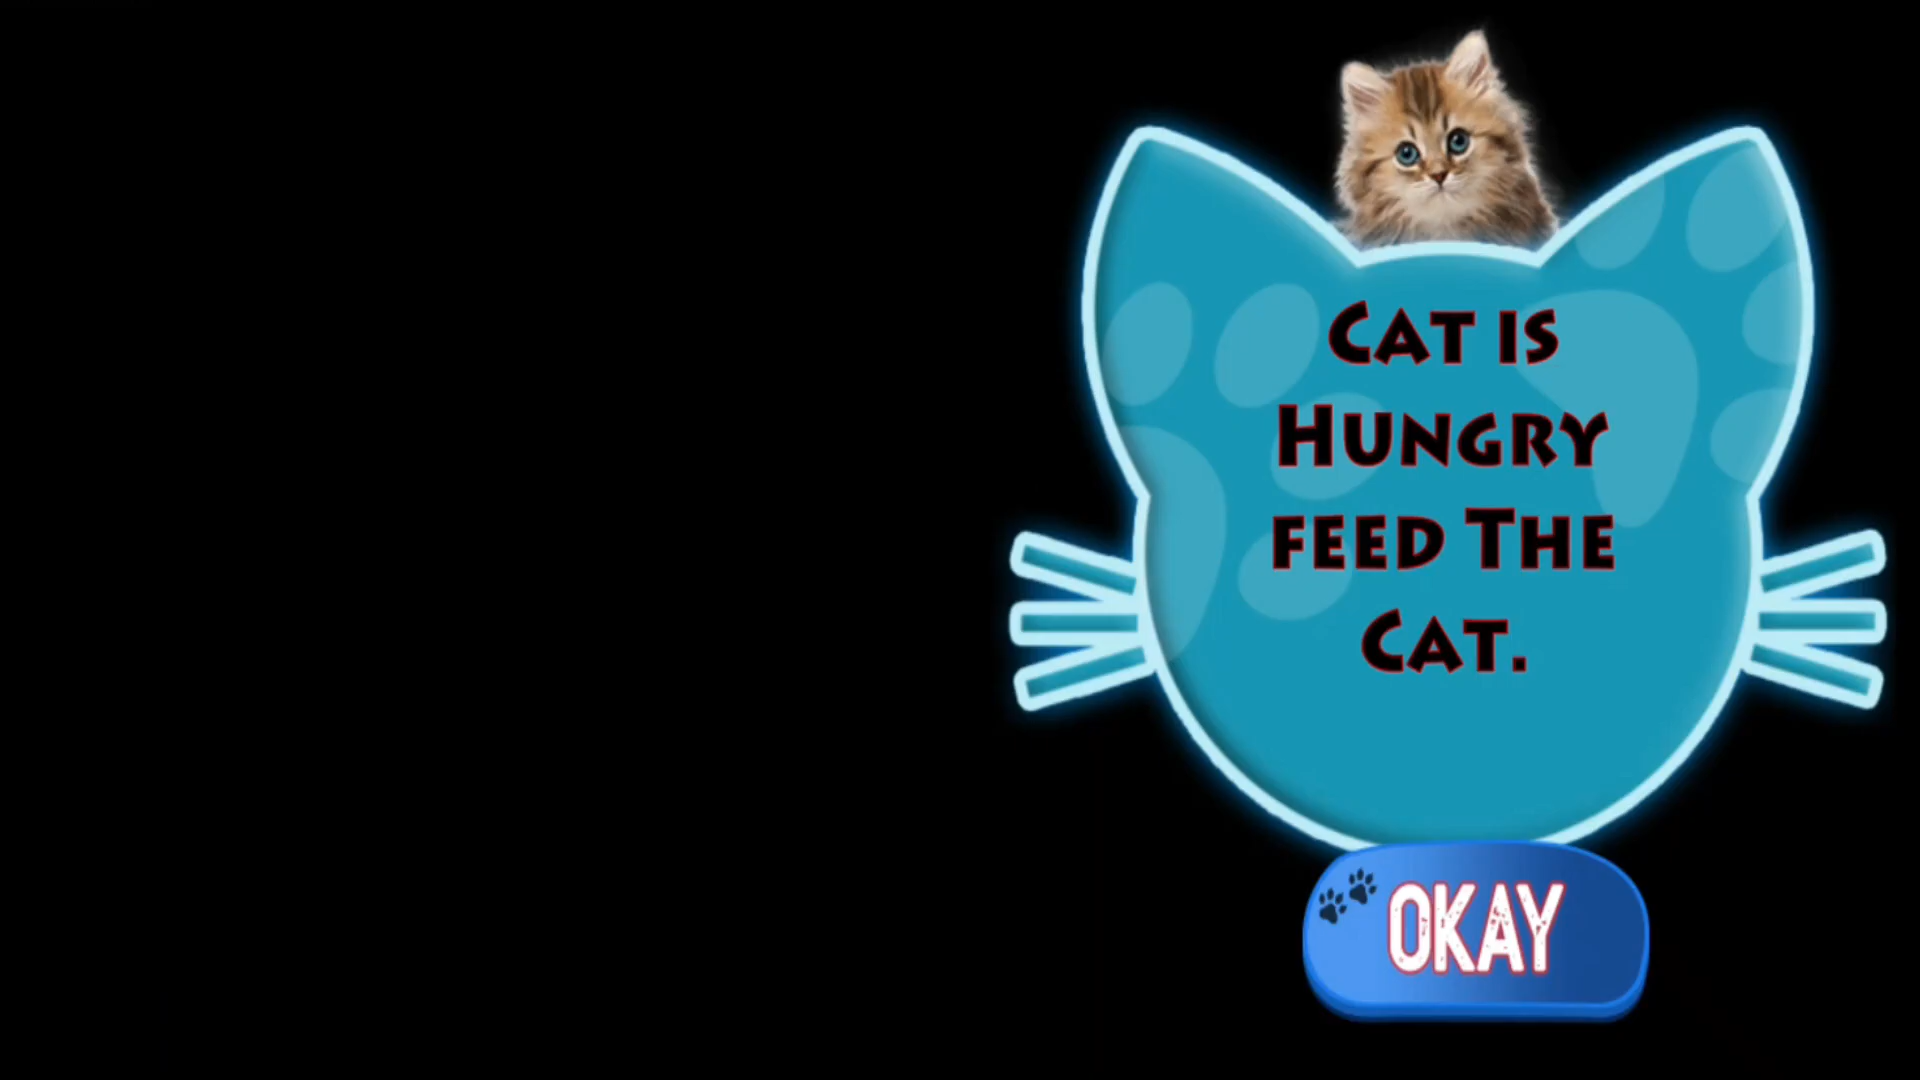 Cat is
Hungry
feed The
Cat.
OKAY